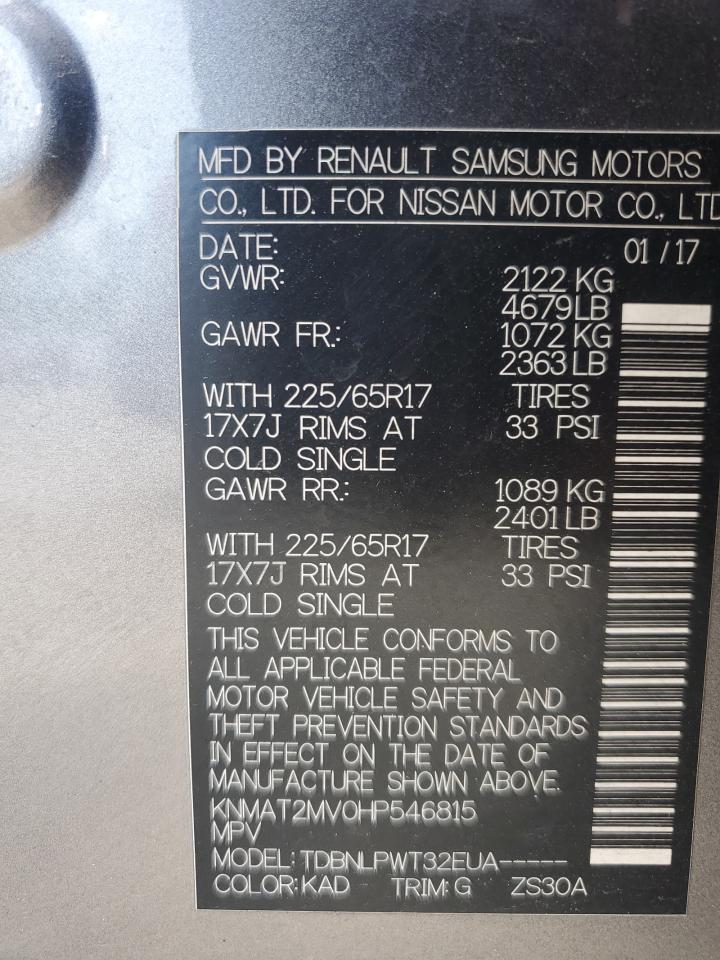 MFD BY RENAULT SAMSUNG MOTORS
CO., LTD. FOR NISSAN MOTOR CO., LTD
DATE: 01 / 17
GVWR: 2122 KG
4679 LB
GAWR FR.: 1072 KG
2363 LB
WITH 225/65R17 TIRES
17X7J RIMS AT 33 PSI
COLD SINGLE
GAWR RR.: 1089 KG
2401 LB
WITH 225/65R17 TIRES
17X7J RIMS AT 33 PSI
COLD SINGLE
THIS VEHICLE CONFORMS TO
ALL APPLICABLE FEDERAL
MOTOR VEHICLE SAFETY AND
THEFT PREVENTION STANDARDS
IN EFFECT ON THE DATE OF
MANUFACTURE SHOWN ABOVE.
KNMAT2MV0HP546815
MPV
MODEL: TDBNLPWT32EUA-----
COLOR: KAD TRIM: G ZS30A